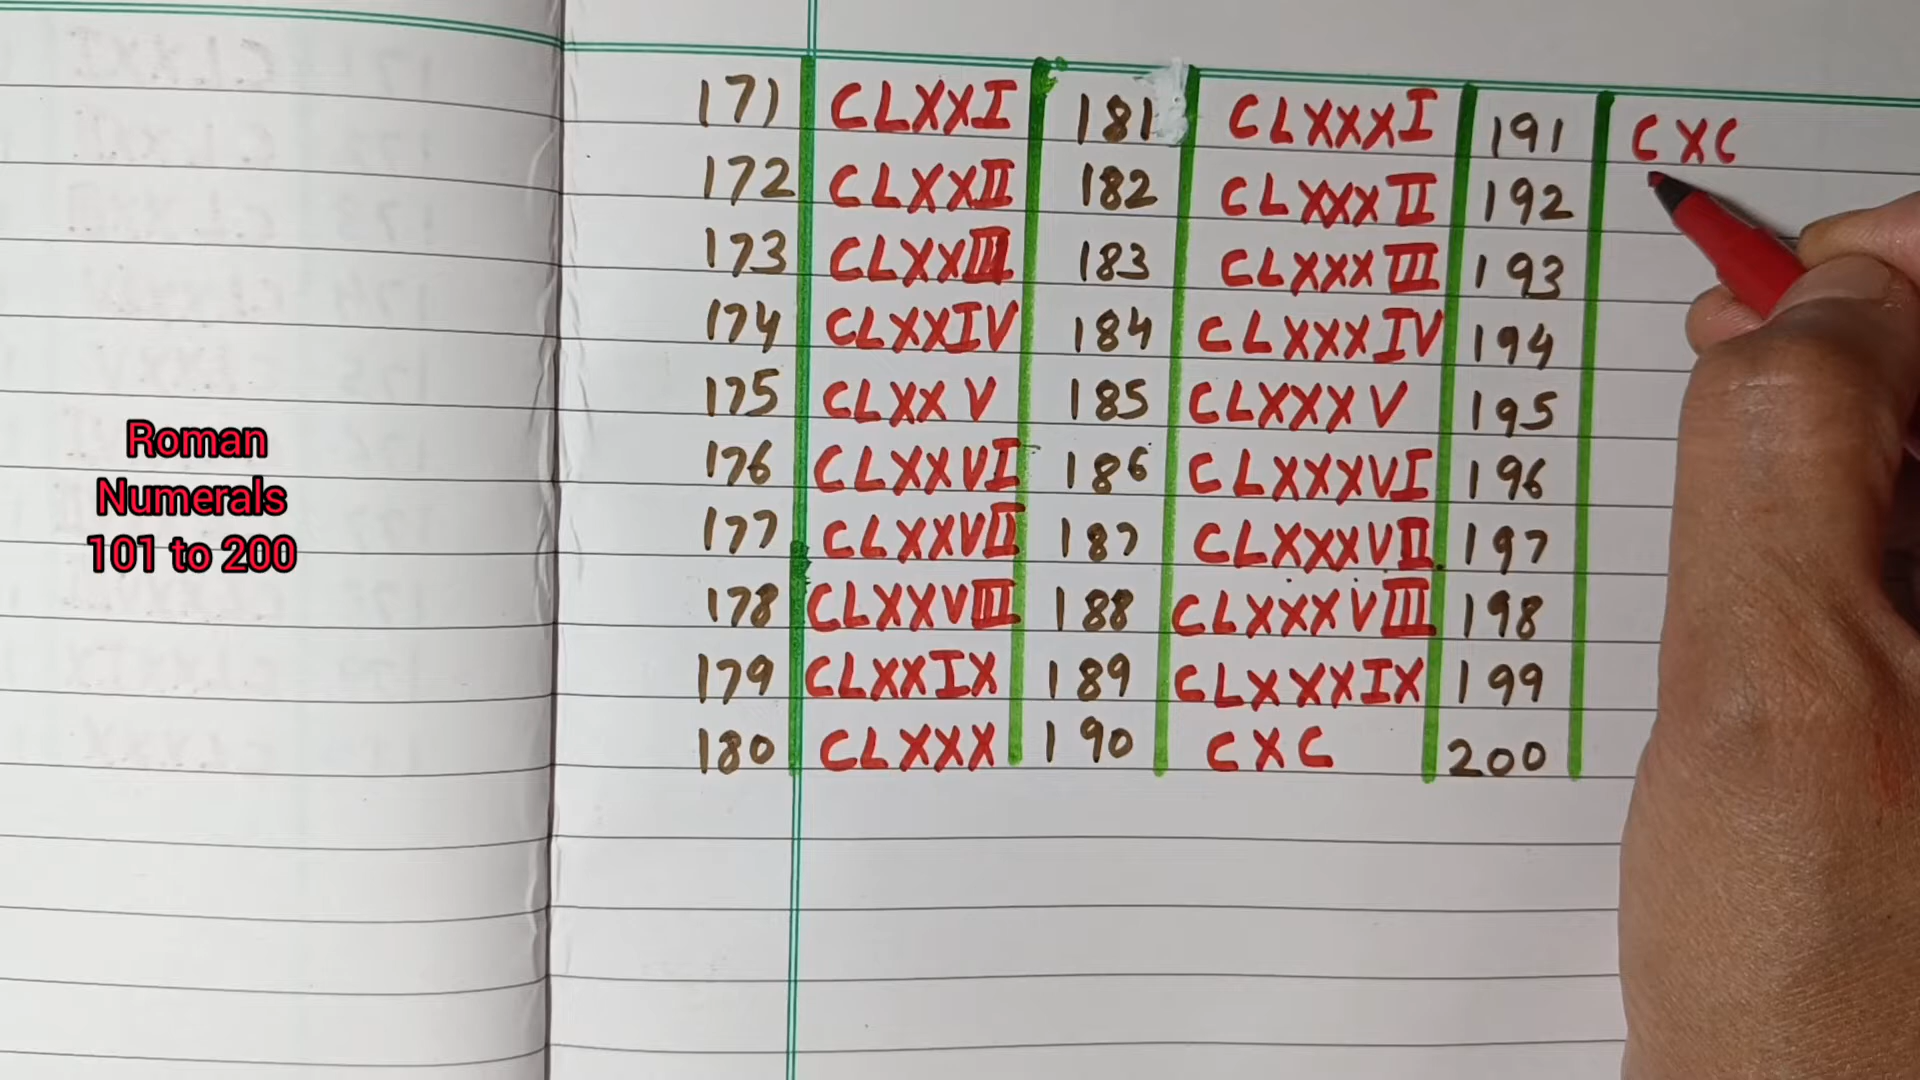 Roman
Numerals
101 to 200
171 CLXXI 181 CLXXXI 191 CXC
172 CLXXII 182 CLXXXII 192
173 CLXXIII 183 CLXXXIII 193
174 CLXXIV 184 CLXXXIV 194
175 CLXXV 185 CLXXXV 195
176 CLXXVI 186 CLXXXVI 196
177 CLXXVII 187 CLXXXVII 197
178 CLXXVIII 188 CLXXXVIII 198
179 CLXXIX 189 CLXXXIX 199
180 CLXXX 190 CXC 200